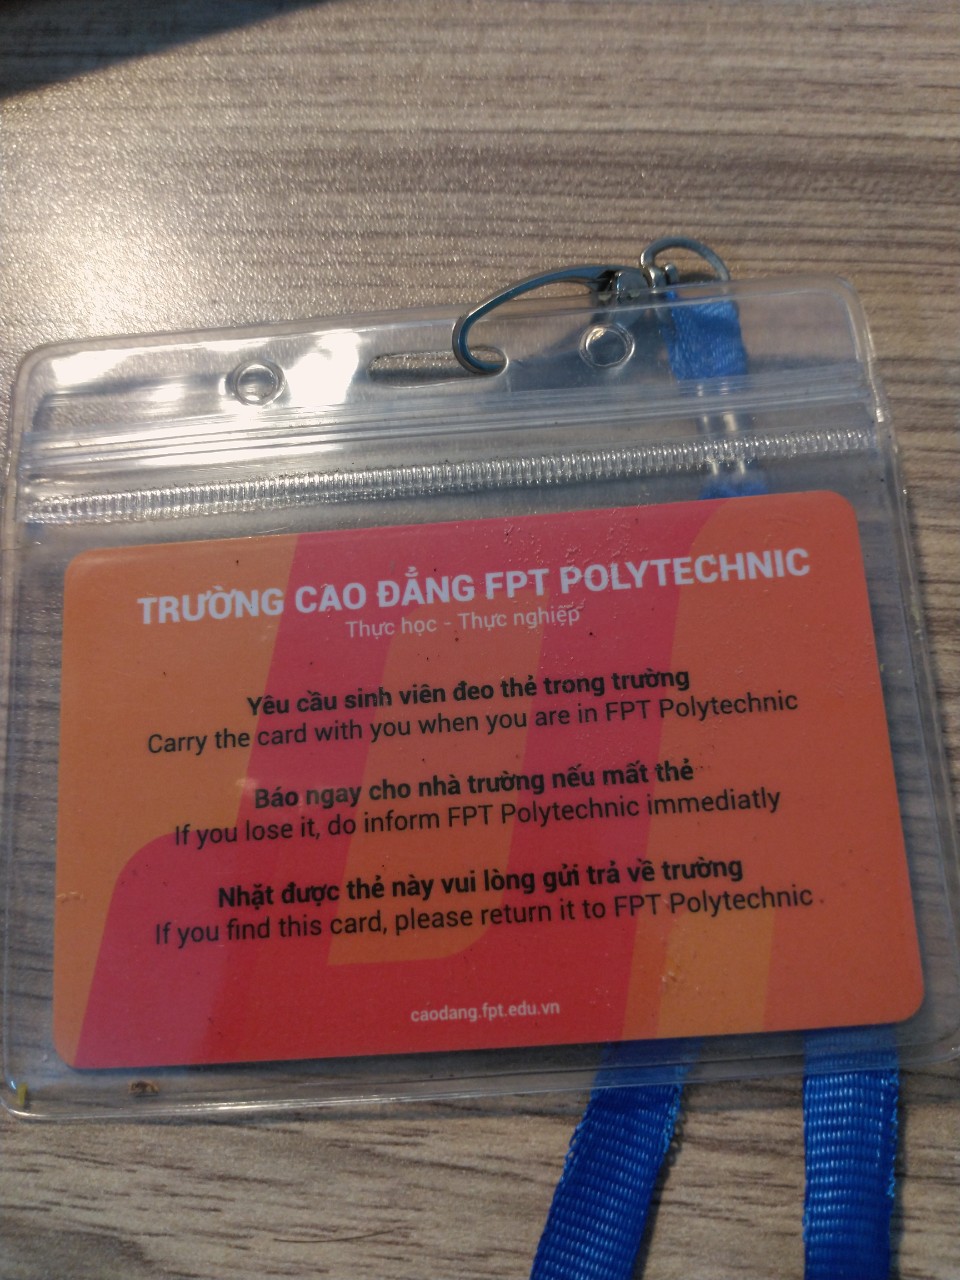 TRƯỜNG CAO ĐẲNG FPT POLYTECHNIC
Thực học - Thực nghiệp
Yêu cầu sinh viên đeo thẻ trong trường
Carry the card with you when you are in FPT Polytechnic
Báo ngay cho nhà trường nếu mất thẻ
If you lose it, do inform FPT Polytechnic immediatly
Nhặt được thẻ này vui lòng gửi trả về trường
If you find this card, please return it to FPT Polytechnic
caodang.fpt.edu.vn